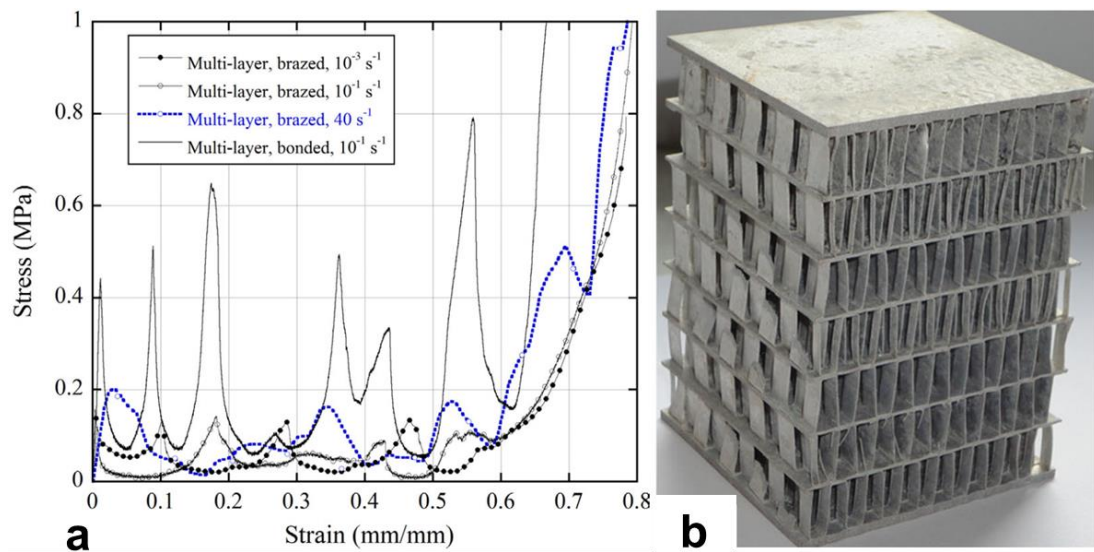 1
0.8
0.6
0.4
0.2
0
Stress (MPa)
Multi-layer, brazed, 10⁻³ s⁻¹
Multi-layer, brazed, 10⁻¹ s⁻¹
Multi-layer, brazed, 40 s⁻¹
Multi-layer, bonded, 10⁻¹ s⁻¹
0 0.1 0.2 0.3 0.4 0.5 0.6 0.7 0.8
Strain (mm/mm)
a
b